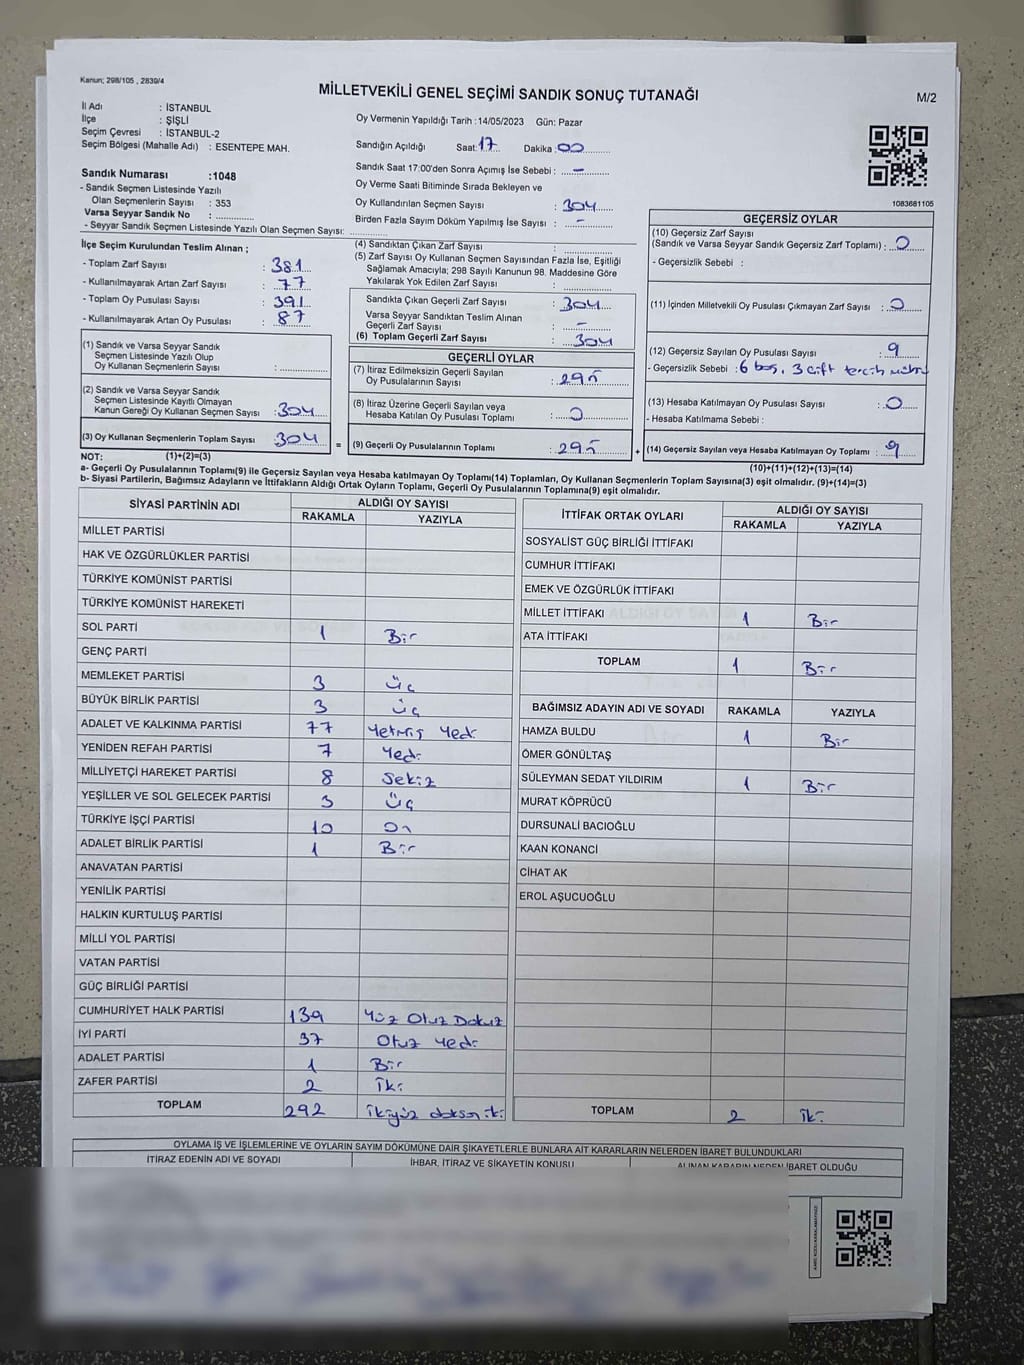 Kanun; 298/105 , 2839/4
MİLLETVEKİLİ GENEL SEÇİMİ SANDIK SONUÇ TUTANAĞI
M/2
İl Adı : İSTANBUL
İlçe : ŞİŞLİ
Seçim Çevresi : İSTANBUL-2
Seçim Bölgesi (Mahalle Adı) : ESENTEPE MAH.
Oy Vermenin Yapıldığı Tarih :14/05/2023 Gün: Pazar
Sandığın Açıldığı Saat: 17 Dakika : 00
Sandık Saat 17:00'den Sonra Açımış İse Sebebi : -
Oy Verme Saati Bitiminde Sırada Bekleyen ve
Oy Kullandırılan Seçmen Sayısı : 304
Birden Fazla Sayım Döküm Yapılmış İse Sayısı : -
1083681105
Sandık Numarası :1048
- Sandık Seçmen Listesinde Yazılı
Olan Seçmenlerin Sayısı : 353
Varsa Seyyar Sandık No :
- Seyyar Sandık Seçmen Listesinde Yazılı Olan Seçmen Sayısı:
İlçe Seçim Kurulundan Teslim Alınan ;
- Toplam Zarf Sayısı : 381
- Kullanılmayarak Artan Zarf Sayısı : 77
- Toplam Oy Pusulası Sayısı : 391
- Kullanılmayarak Artan Oy Pusulası : 87
(1) Sandık ve Varsa Seyyar Sandık
Seçmen Listesinde Yazılı Olup
Oy Kullanan Seçmen Sayısı :
(2) Sandık ve Varsa Seyyar Sandık
Seçmen Listesinde Kayıtlı Olmayan
Kanun Gereği Oy Kullanan Seçmen Sayısı : 304
(3) Oy Kullanan Seçmenlerin Toplam Sayısı : 304
(4) Sandıktan Çıkan Zarf Sayısı :
(5) Zarf Sayısı Oy Kullanan Seçmen Sayısından Fazla İse, Eşitliği
Sağlamak Amacıyla; 298 Sayılı Kanunun 98. Maddesine Göre
Yakılarak Yok Edilen Zarf Sayısı :
Sandıkta Çıkan Geçerli Zarf Sayısı : 304
Varsa Seyyar Sandıktan Teslim Alınan
Geçerli Zarf Sayısı : -
(6) Toplam Geçerli Zarf Sayısı : 304
GEÇERLİ OYLAR
(7) İtiraz Edilmeksizin Geçerli Sayılan
Oy Pusulalarının Sayısı : 295
(8) İtiraz Üzerine Geçerli Sayılan veya
Hesaba Katılan Oy Pusulaları Toplamı : 0
= (9) Geçerli Oy Pusulalarının Toplamı : 295 +
GEÇERSİZ OYLAR
(10) Geçersiz Zarf Sayısı
(Sandık ve Varsa Seyyar Sandık Geçersiz Zarf Toplamı) : 0
- Geçersizlik Sebebi :
(11) İçinden Milletvekili Oy Pusulası Çıkmayan Zarf Sayısı : 0
(12) Geçersiz Sayılan Oy Pusulası Sayısı : 9
- Geçersizlik Sebebi : 6 boş, 3 çift tercih mühr
(13) Hesaba Katılmayan Oy Pusulası Sayısı : 0
- Hesaba Katılmama Sebebi :
(14) Geçersiz Sayılan veya Hesaba Katılmayan Oy Toplamı : 9
NOT: (1)+(2)=(3) (10)+(11)+(12)+(13)=(14)
a- Geçerli Oy Pusulalarının Toplamı(9) ile Geçersiz Sayılan veya Hesaba katılmayan Oy Toplamı(14) Toplamları, Oy Kullanan Seçmenlerin Toplam Sayısına(3) eşit olmalıdır. (9)+(14)=(3)
b- Siyasi Partilerin, Bağımsız Adayların ve İttifakların Aldığı Ortak Oyların Toplamı, Geçerli Oy Pusulalarının Toplamına(9) eşit olmalıdır.
SİYASİ PARTİNİN ADI ALDIĞI OY SAYISI
RAKAMLA YAZIYLA
MİLLET PARTİSİ
HAK VE ÖZGÜRLÜKLER PARTİSİ
TÜRKİYE KOMÜNİST PARTİSİ
TÜRKİYE KOMÜNİST HAREKETİ
SOL PARTİ 1 Bir
GENÇ PARTİ
MEMLEKET PARTİSİ 3 Üç
BÜYÜK BİRLİK PARTİSİ 3 üç
ADALET VE KALKINMA PARTİSİ 77 Yetmiş Yedi
YENİDEN REFAH PARTİSİ 7 Yedi
MİLLİYETÇİ HAREKET PARTİSİ 8 Sekiz
YEŞİLLER VE SOL GELECEK PARTİSİ 3 Üç
TÜRKİYE İŞÇİ PARTİSİ 10 On
ADALET BİRLİK PARTİSİ 1 Bir
ANAVATAN PARTİSİ
YENİLİK PARTİSİ
HALKIN KURTULUŞ PARTİSİ
MİLLİ YOL PARTİSİ
VATAN PARTİSİ
GÜÇ BİRLİĞİ PARTİSİ
CUMHURİYET HALK PARTİSİ 139 Yüz Otuz Dokuz
İYİ PARTİ 37 Otuz Yedi
ADALET PARTİSİ 1 Bir
ZAFER PARTİSİ 2 İki
TOPLAM 292 ikiyüz doksan iki
İTTİFAK ORTAK OYLARI ALDIĞI OY SAYISI
RAKAMLA YAZIYLA
SOSYALİST GÜÇ BİRLİĞİ İTTİFAKI
CUMHUR İTTİFAKI
EMEK VE ÖZGÜRLÜK İTTİFAKI
MİLLET İTTİFAKI 1 Bir
ATA İTTİFAKI
TOPLAM 1 Bir
BAĞIMSIZ ADAYIN ADI VE SOYADI RAKAMLA YAZIYLA
HAMZA BULDU 1 Bir
ÖMER GÖNÜLTAŞ
SÜLEYMAN SEDAT YILDIRIM 1 Bir
MURAT KÖPRÜCÜ
DURSUNALİ BACIOĞLU
KAAN KONANCİ
CİHAT AK
EROL AŞUCUOĞLU
TOPLAM 2 iki
OYLAMA İŞ VE İŞLEMLERİNE VE OYLARIN SAYIM DÖKÜMÜNE DAİR ŞİKAYETLERLE BUNLARA AİT KARARLARIN NELERDEN İBARET BULUNDUKLARI
İTİRAZ EDENİN ADI VE SOYADI İHBAR, İTİRAZ VE ŞİKAYETİN KONUSU ALINAN KARARIN NEDEN İBARET OLDUĞU